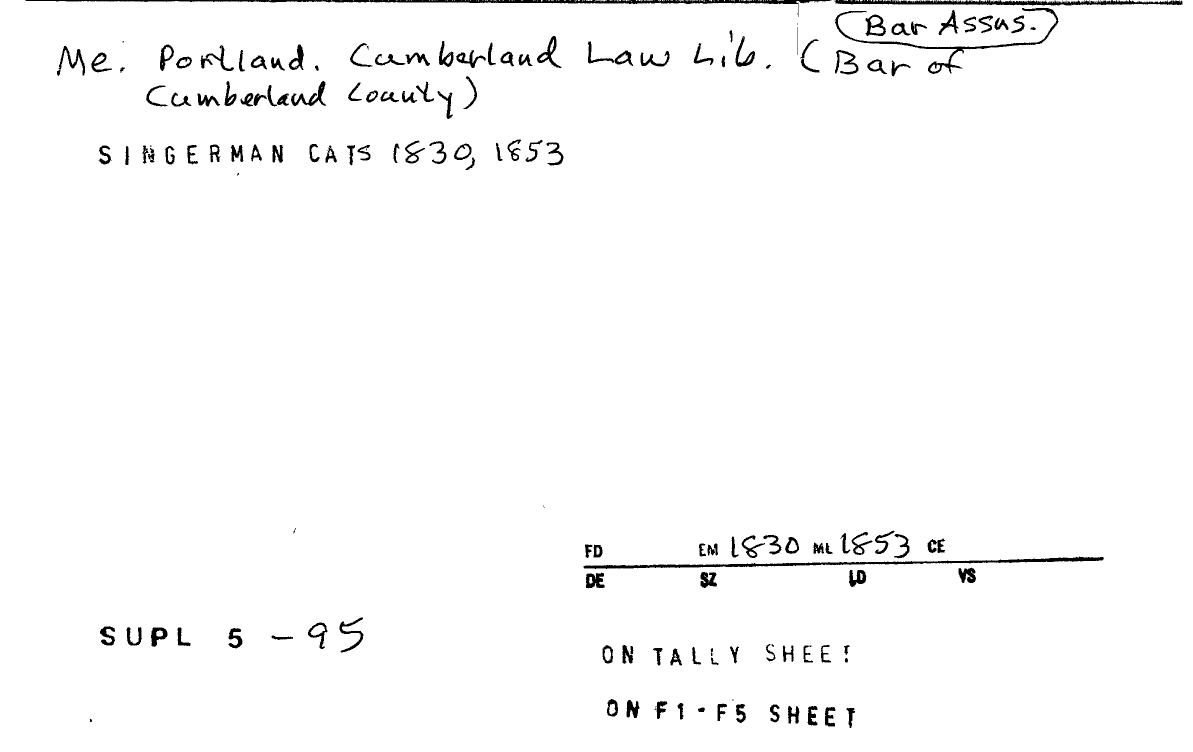 Bar Assns.
Me. Portland. Cumberland Law Lib. (Bar of
Cumberland County)
SINGERMAN CATS 1830, 1853
FD EM 1830 ML 1853 CE
DE SZ LD VS
SUPL 5 - 95
ON TALLY SHEET
ON F1-F5 SHEET